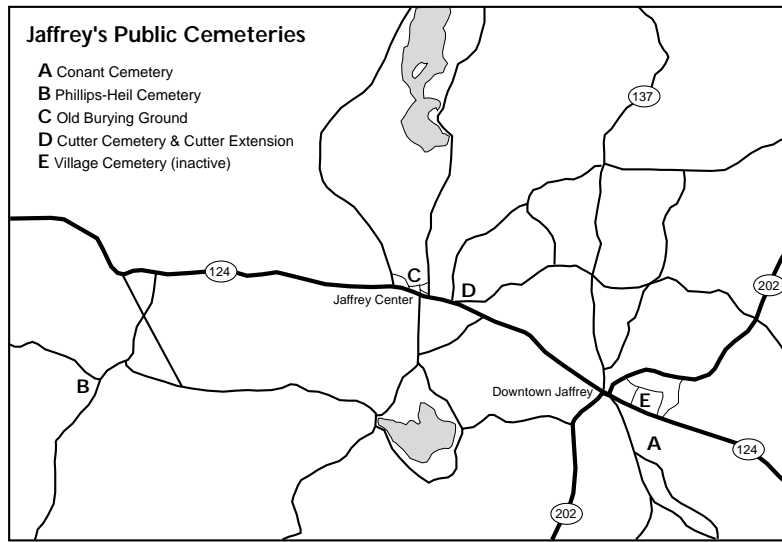 Jaffrey's Public Cemeteries
A Conant Cemetery
B Phillips-Heil Cemetery
C Old Burying Ground
D Cutter Cemetery & Cutter Extension
E Village Cemetery (inactive)
137
124
C
D
202
Jaffrey Center
B
Downtown Jaffrey
E
A
124
202